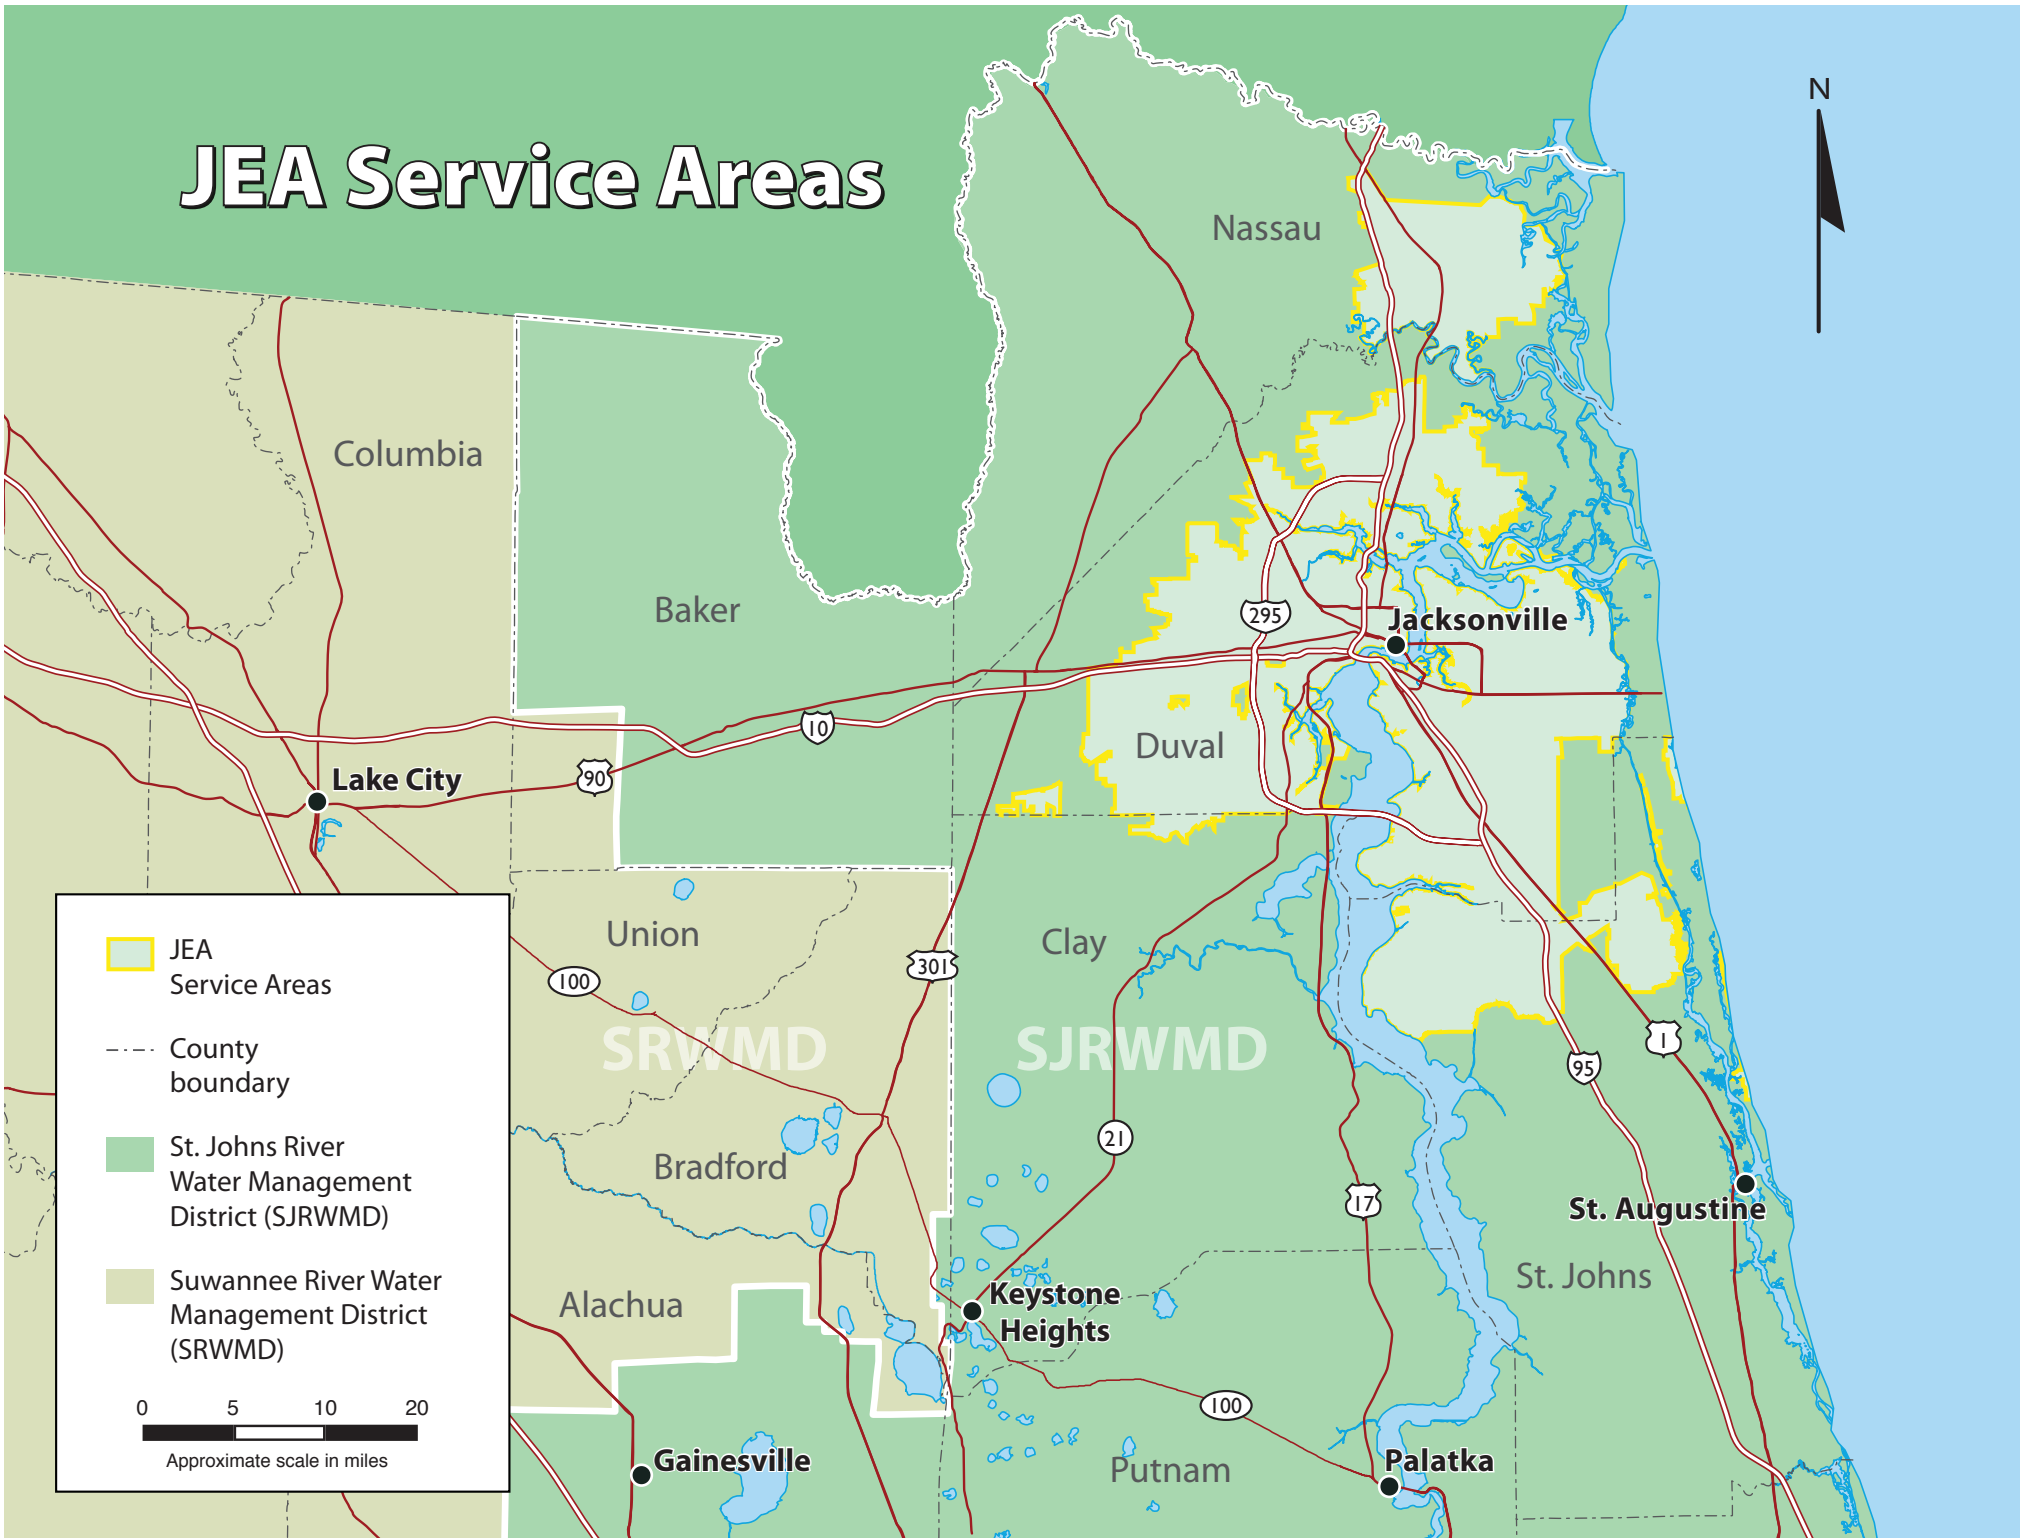 JEA Service Areas
N
Nassau
Columbia
Baker
295
Jacksonville
10
Duval
90
Lake City
Union
Clay
301
100
JEA
Service Areas
SRWMD
SJRWMD
County
boundary
1
95
St. Johns River
Water Management
District (SJRWMD)
Bradford
21
17
St. Augustine
Suwannee River Water
Management District
(SRWMD)
Alachua
Keystone
Heights
St. Johns
0 5 10 20
Approximate scale in miles
100
Gainesville
Putnam
Palatka